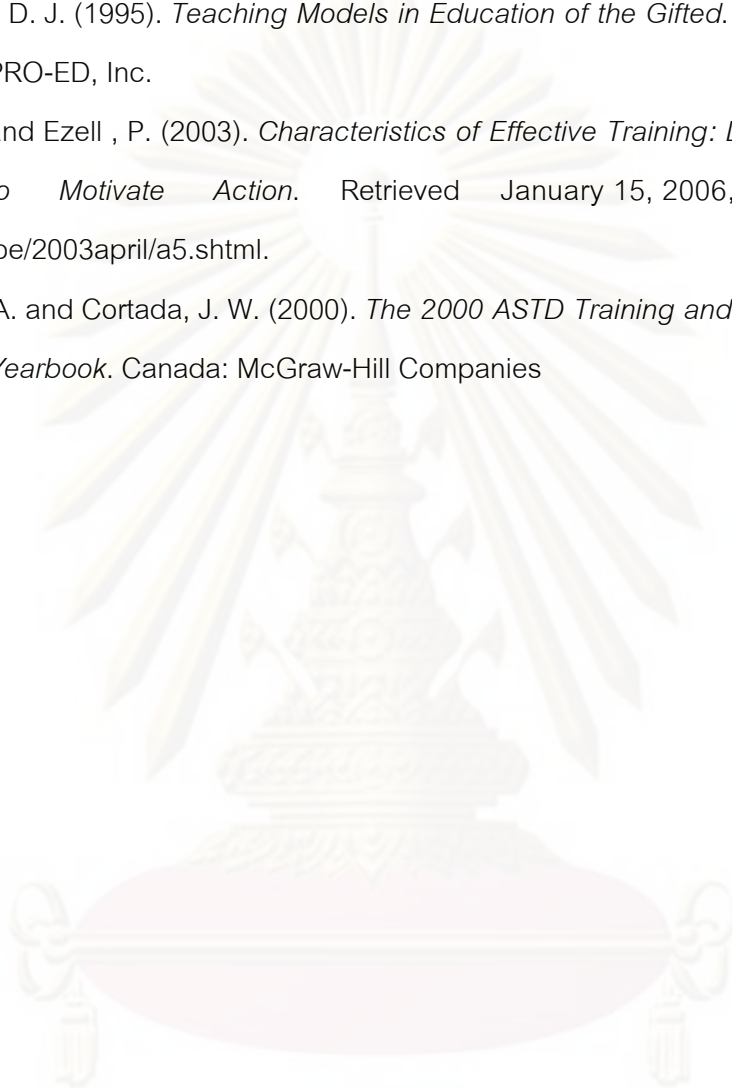 D. J. (1995). Teaching Models in Education of the Gifted.
PRO-ED, Inc.
and Ezell , P. (2003). Characteristics of Effective Training:
Motivate Action. Retrieved January 15, 2006,
be/2003april/a5.shtml.
A. and Cortada, J. W. (2000). The 2000 ASTD Training and
Yearbook. Canada: McGraw-Hill Companies